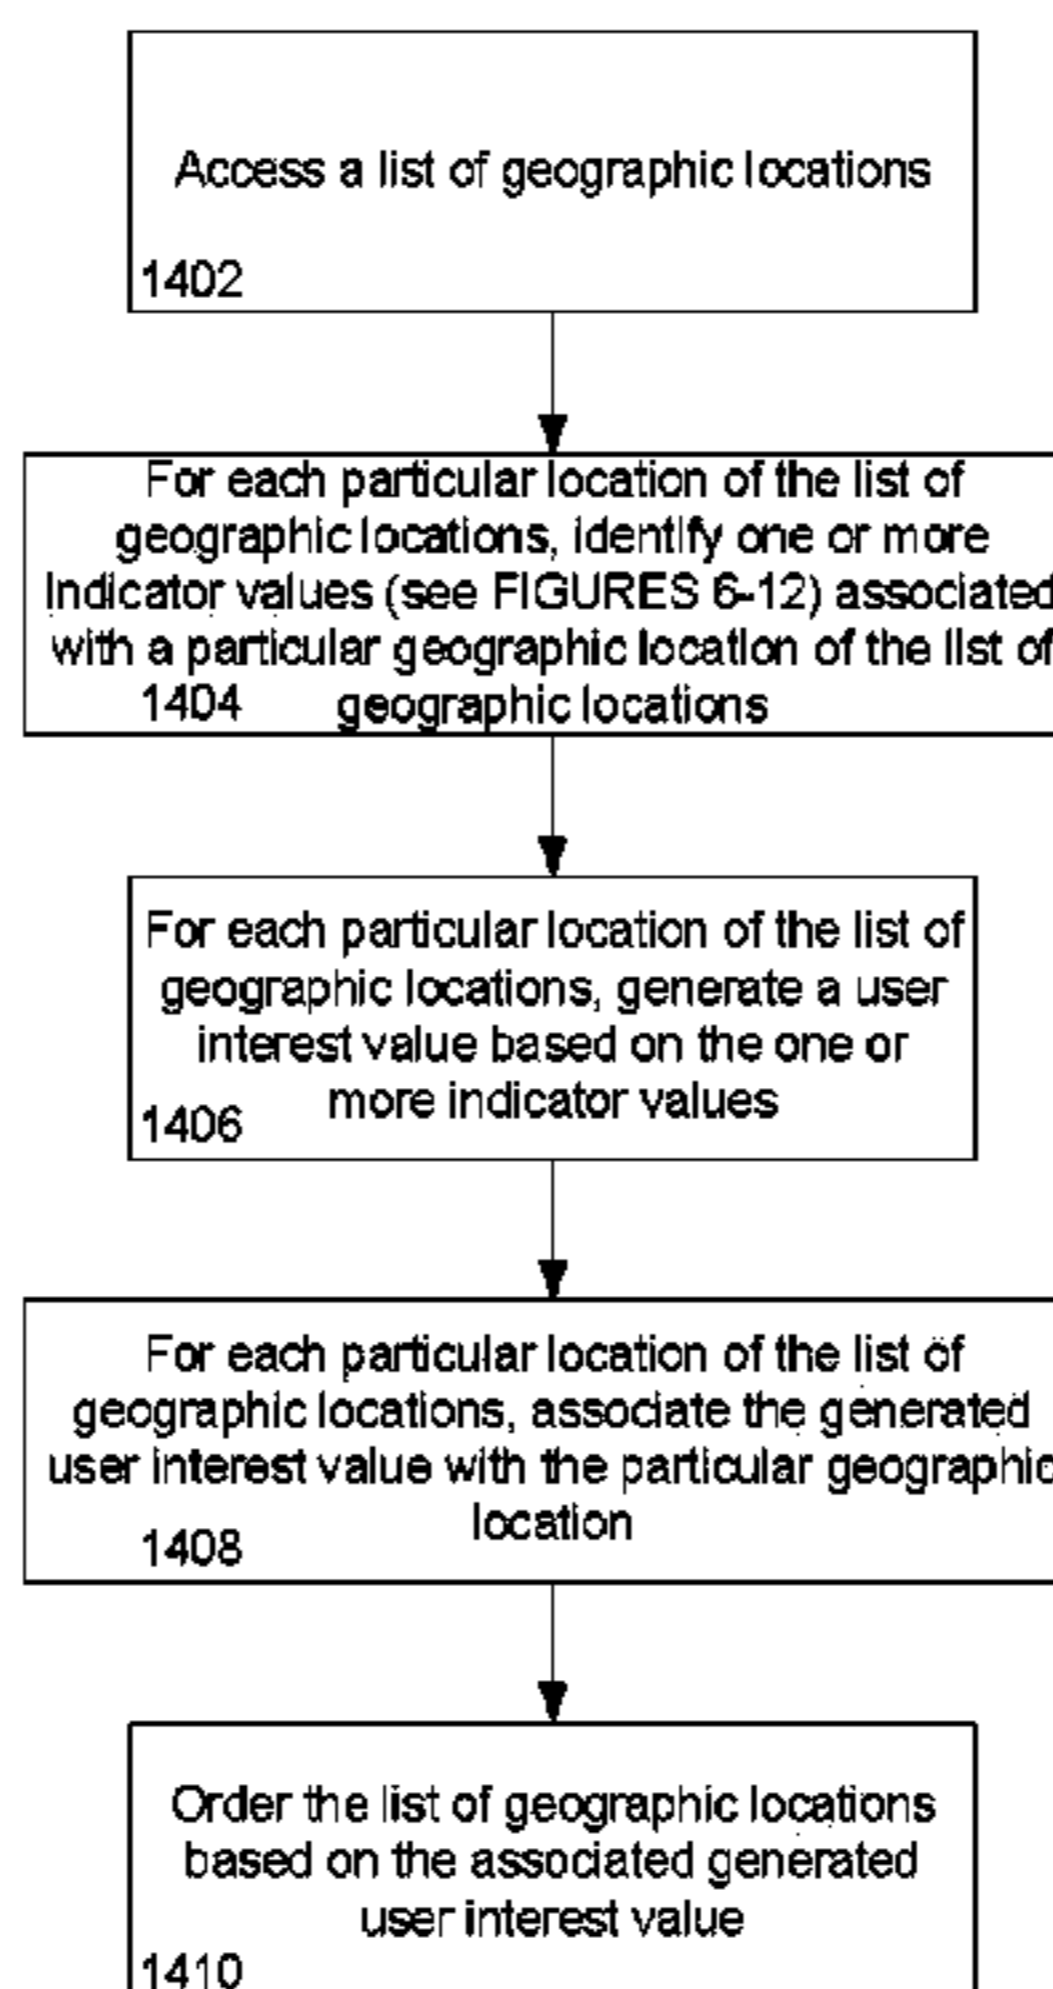 Access a list of geographic locations
1402
For each particular location of the list of
geographic locations, identify one or more
Indicator values (see FIGURES 6-12) associated
with a particular geographic location of the list of
1404 geographic locations
For each particular location of the list of
geographic locations, generate a user
interest value based on the one or
more indicator values
1406
For each particular location of the list of
geographic locations, associate the generated
user interest value with the particular geographic
location
1408
Order the list of geographic locations
based on the associated generated
user interest value
1410